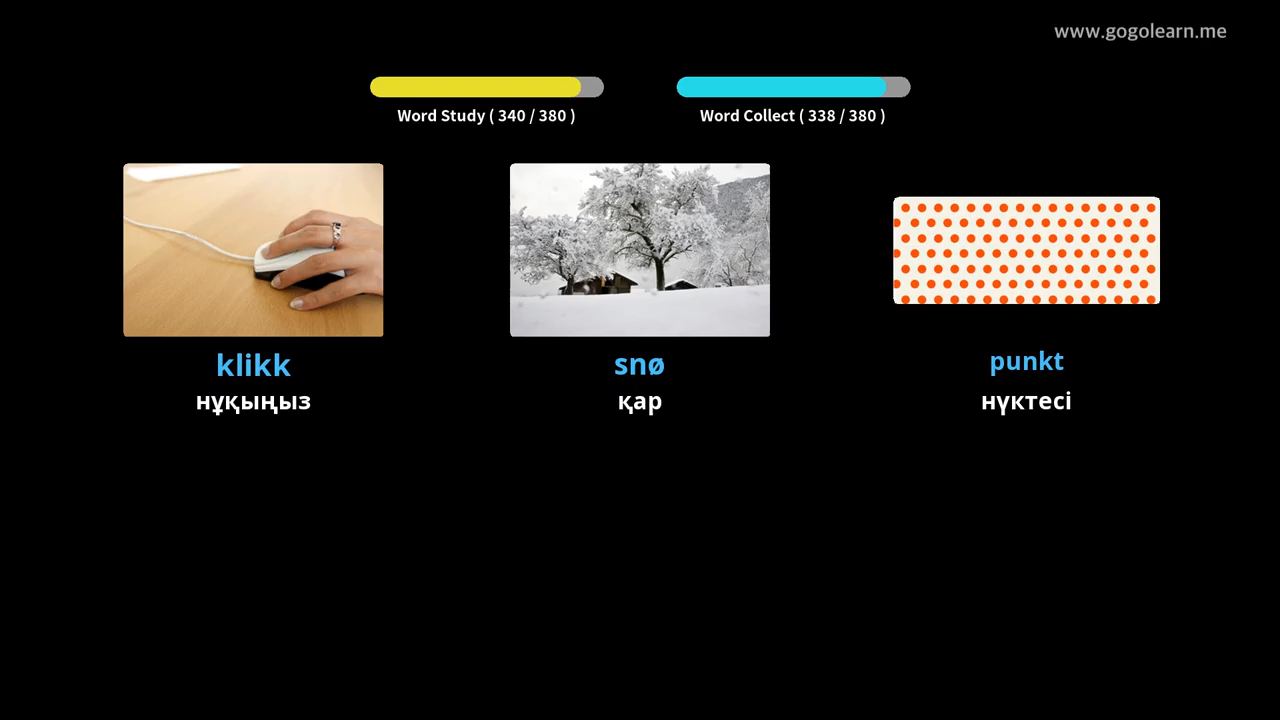 www.gogolearn.me
Word Study ( 340 / 380 )
Word Collect ( 338 / 380 )
klikk
нұқыңыз
snø
қар
punkt
нүктесі